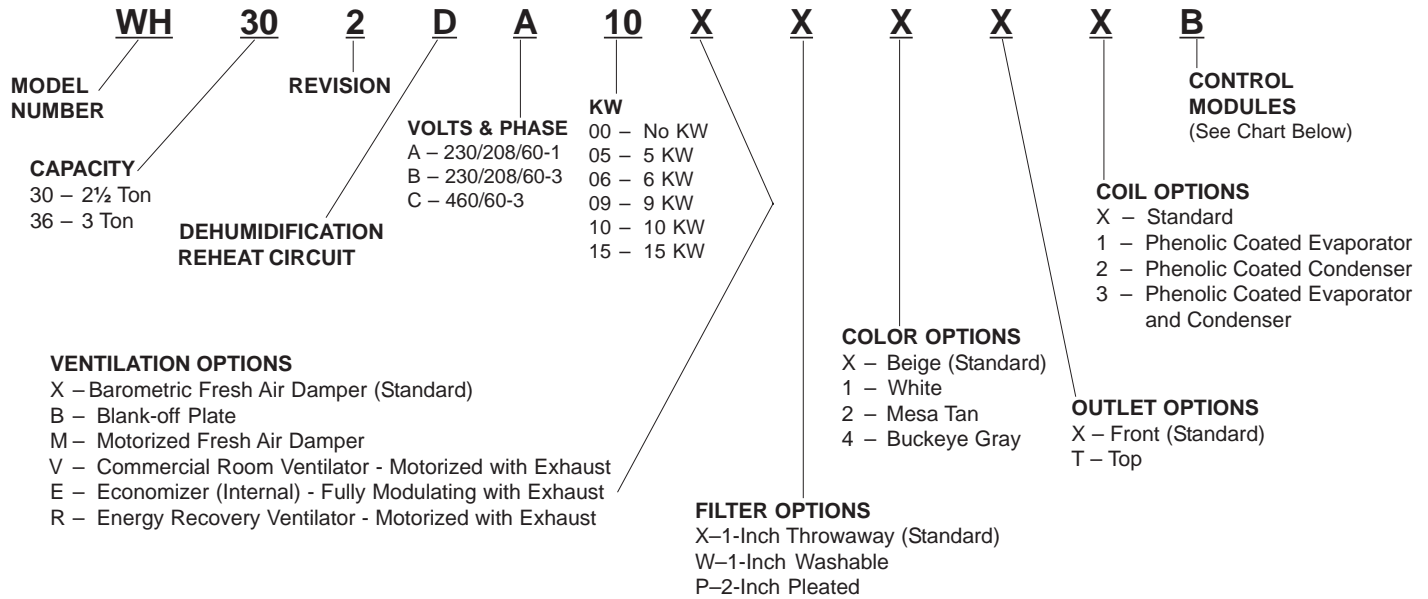 WH 30 2 D A 10 X X X X X B
MODEL
NUMBER
CAPACITY
30 – 2½ Ton
36 – 3 Ton
REVISION
DEHUMIDIFICATION
REHEAT CIRCUIT
VOLTS & PHASE
A – 230/208/60-1
B – 230/208/60-3
C – 460/60-3
KW
00 – No KW
05 – 5 KW
06 – 6 KW
09 – 9 KW
10 – 10 KW
15 – 15 KW
VENTILATION OPTIONS
X – Barometric Fresh Air Damper (Standard)
B – Blank-off Plate
M – Motorized Fresh Air Damper
V – Commercial Room Ventilator - Motorized with Exhaust
E – Economizer (Internal) - Fully Modulating with Exhaust
R – Energy Recovery Ventilator - Motorized with Exhaust
FILTER OPTIONS
X–1-Inch Throwaway (Standard)
W–1-Inch Washable
P–2-Inch Pleated
COLOR OPTIONS
X – Beige (Standard)
1 – White
2 – Mesa Tan
4 – Buckeye Gray
OUTLET OPTIONS
X – Front (Standard)
T – Top
COIL OPTIONS
X – Standard
1 – Phenolic Coated Evaporator
2 – Phenolic Coated Condenser
3 – Phenolic Coated Evaporator
and Condenser
CONTROL
MODULES
(See Chart Below)